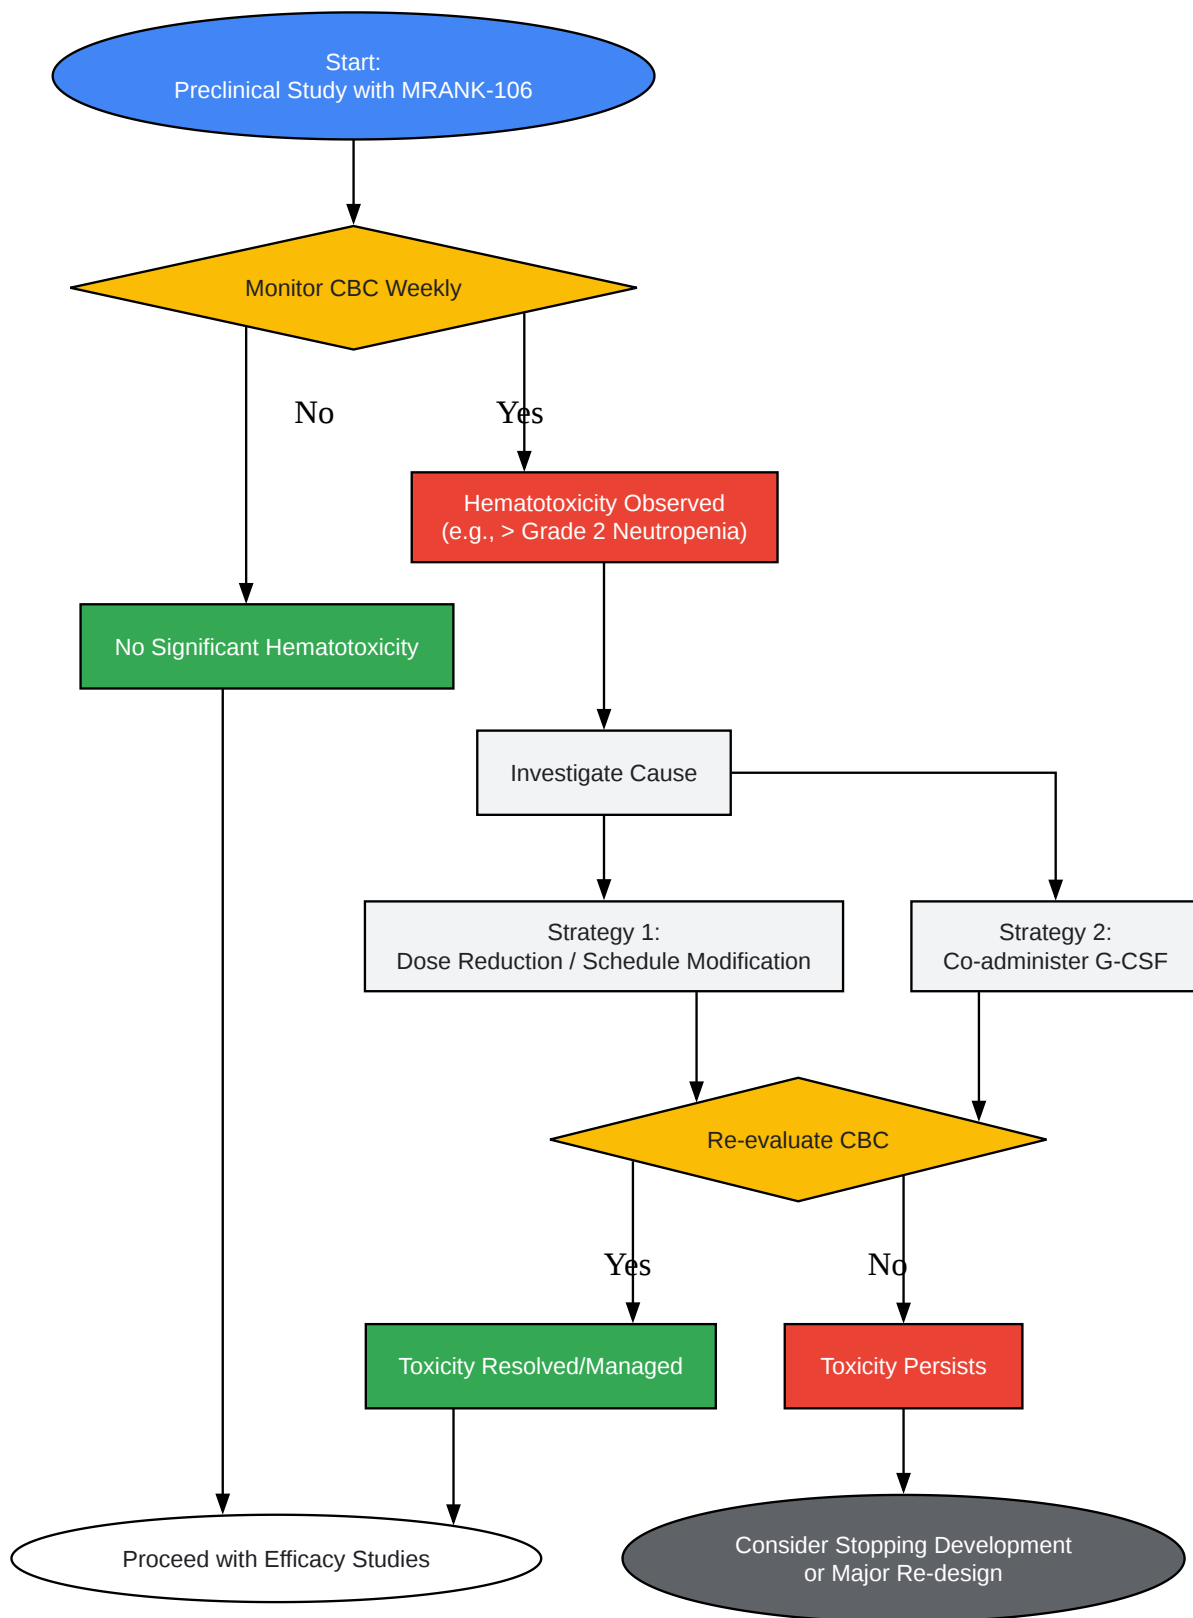 Start:
Preclinical Study with MRANK-106
Monitor CBC Weekly
No
Yes
Hematotoxicity Observed
(e.g., > Grade 2 Neutropenia)
No Significant Hematotoxicity
Investigate Cause
Strategy 1:
Dose Reduction / Schedule Modification
Strategy 2:
Co-administer G-CSF
Re-evaluate CBC
Yes
No
Toxicity Resolved/Managed
Toxicity Persists
Proceed with Efficacy Studies
Consider Stopping Development
or Major Re-design